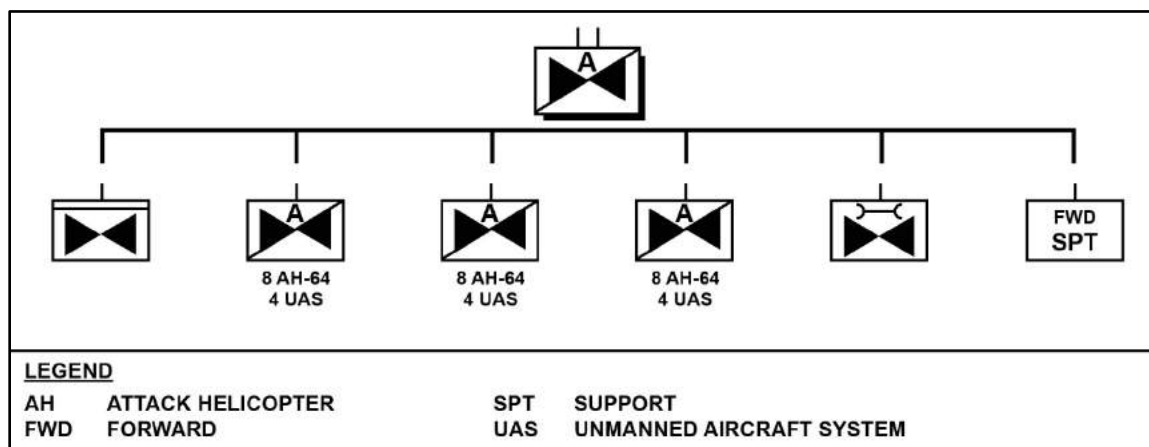 A
A
A
A
FWD
SPT
8 AH-64
4 UAS
8 AH-64
4 UAS
8 AH-64
4 UAS
LEGEND
AH ATTACK HELICOPTER SPT SUPPORT
FWD FORWARD UAS UNMANNED AIRCRAFT SYSTEM